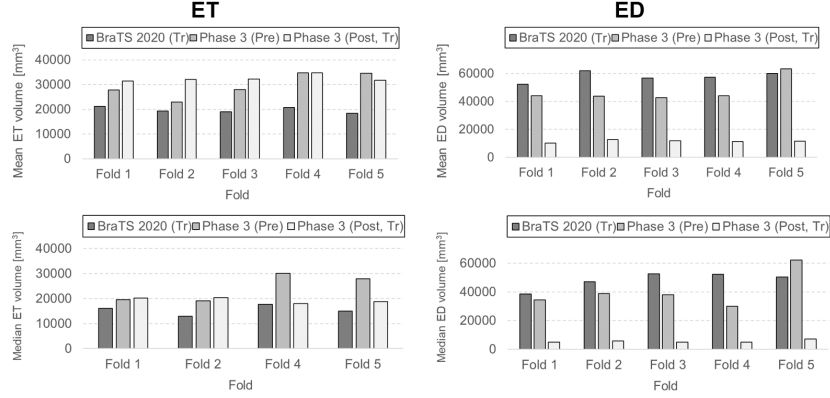 ET
BraTS 2020 (Tr) Phase 3 (Pre) Phase 3 (Post, Tr)
Mean ET volume [mm³]
40000
30000
20000
10000
0
Fold 1 Fold 2 Fold 3 Fold 4 Fold 5
Fold
ED
BraTS 2020 (Tr) Phase 3 (Pre) Phase 3 (Post, Tr)
Mean ED volume [mm³]
60000
40000
20000
0
Fold 1 Fold 2 Fold 3 Fold 4 Fold 5
Fold
BraTS 2020 (Tr) Phase 3 (Pre) Phase 3 (Post, Tr)
Median ET volume [mm³]
40000
30000
20000
10000
0
Fold 1 Fold 2 Fold 4 Fold 5
Fold
BraTS 2020 (Tr) Phase 3 (Pre) Phase 3 (Post, Tr)
Median ED volume [mm³]
60000
40000
20000
0
Fold 1 Fold 2 Fold 3 Fold 4 Fold 5
Fold